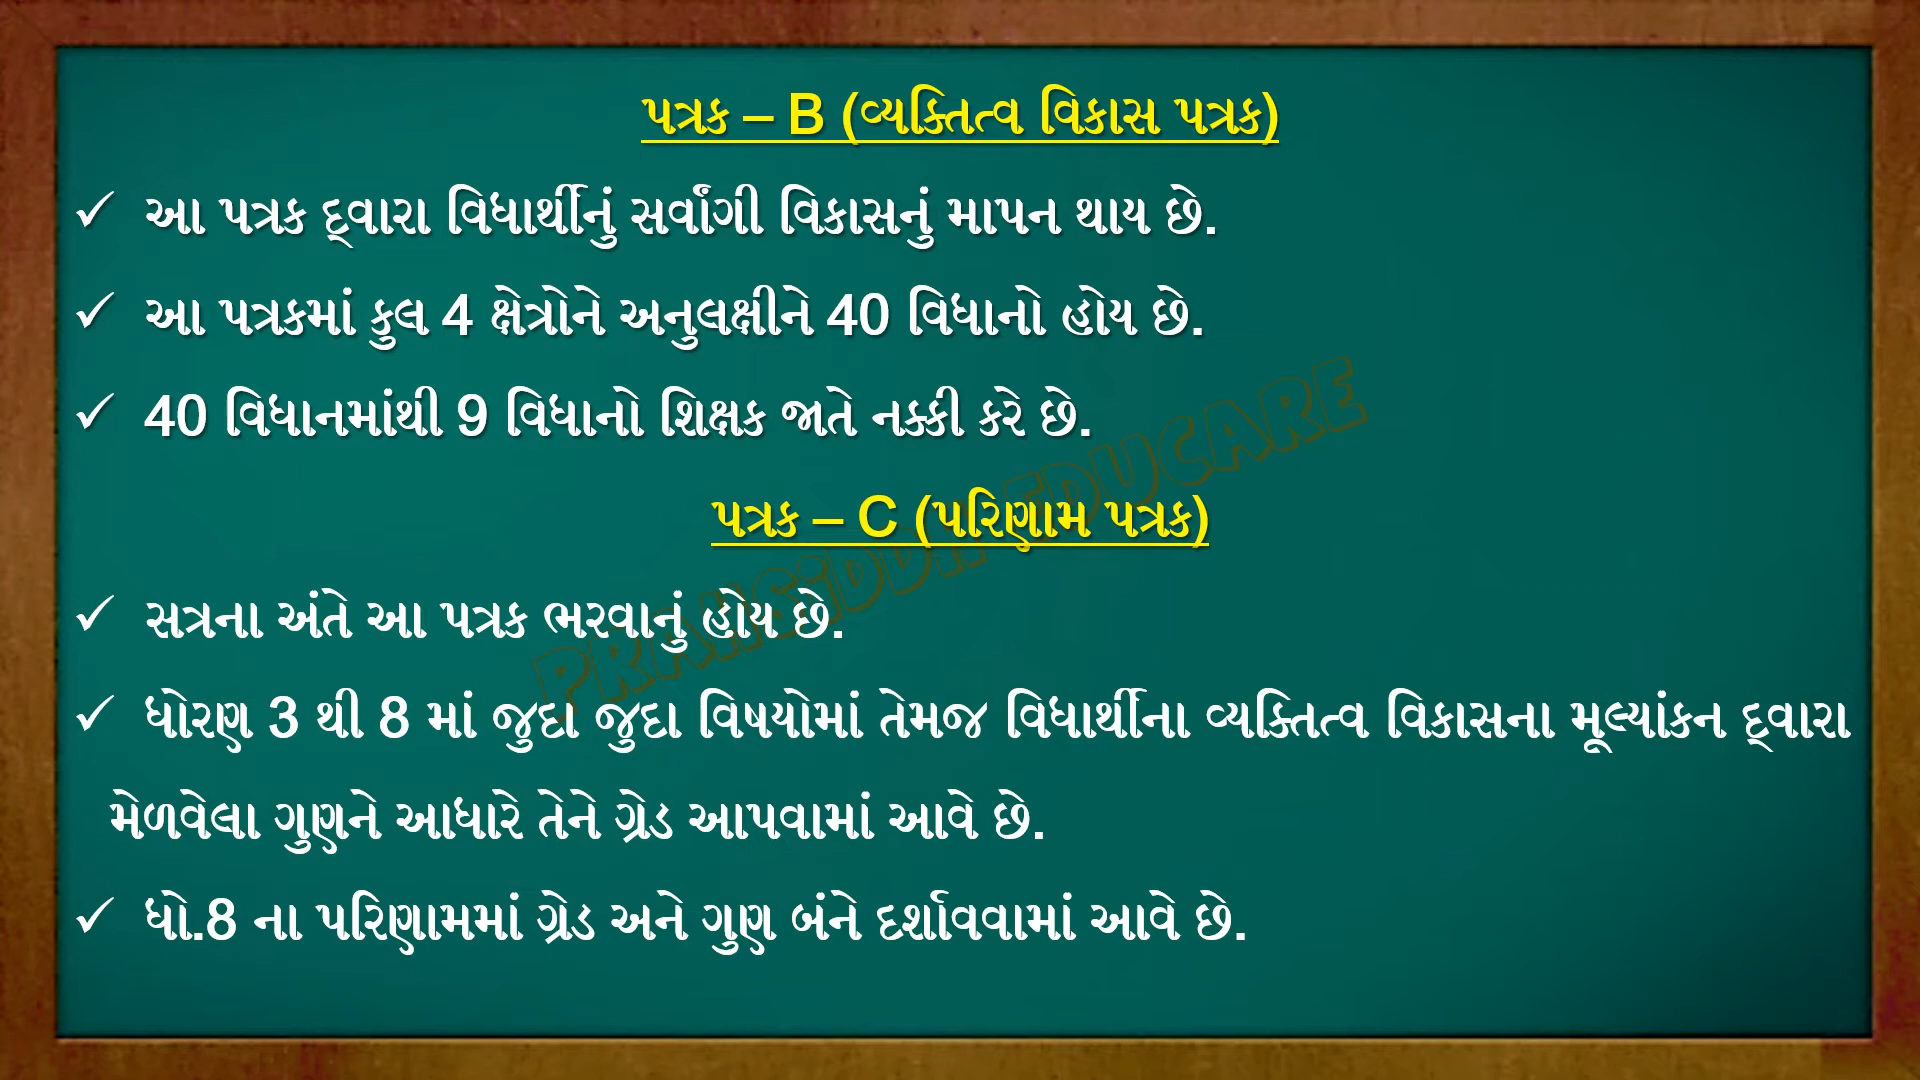 પત્રક – B (વ્યક્તિત્વ વિકાસ પત્રક)
✓ આ પત્રક દ્‌વારા વિધાર્થીનું સર્વાંગી વિકાસનું માપન થાય છે.
✓ આ પત્રકમાં કુલ 4 ક્ષેત્રોને અનુલક્ષીને 40 વિધાનો હોય છે.
✓ 40 વિધાનમાંથી 9 વિધાનો શિક્ષક જાતે નક્કી કરે છે.
પત્રક – C (પરિણામ પત્રક)
✓ સત્રના અંતે આ પત્રક ભરવાનું હોય છે.
✓ ધોરણ 3 થી 8 માં જુદા જુદા વિષયોમાં તેમજ વિધાર્થીના વ્યક્તિત્વ વિકાસના મૂલ્યાંકન દ્‌વારા
મેળવેલા ગુણને આધારે તેને ગ્રેડ આપવામાં આવે છે.
✓ ધો.8 ના પરિણામમાં ગ્રેડ અને ગુણ બંને દર્શાવવામાં આવે છે.
PRANSIDDH EDUCARE